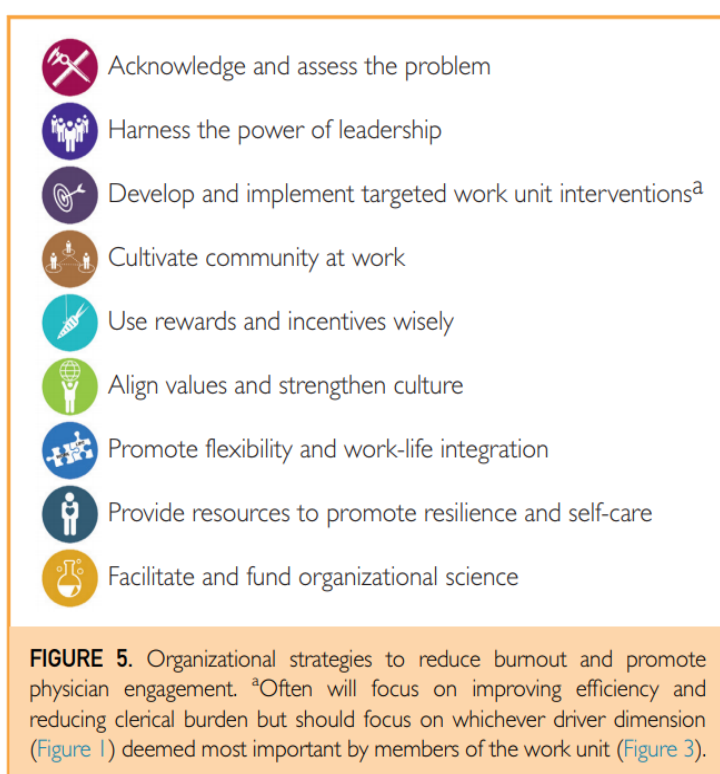 Acknowledge and assess the problem
Harness the power of leadership
Develop and implement targeted work unit interventionsᵃ
Cultivate community at work
Use rewards and incentives wisely
Align values and strengthen culture
Promote flexibility and work-life integration
Provide resources to promote resilience and self-care
Facilitate and fund organizational science
FIGURE 5. Organizational strategies to reduce burnout and promote
physician engagement. ᵃOften will focus on improving efficiency and
reducing clerical burden but should focus on whichever driver dimension
(Figure 1) deemed most important by members of the work unit (Figure 3).